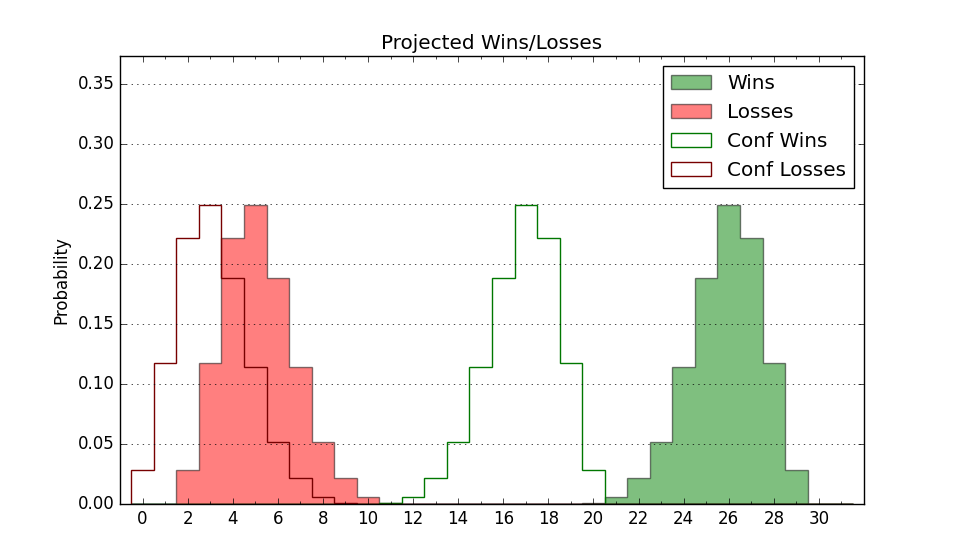 Projected Wins/Losses
Wins
Losses
Conf Wins
Conf Losses
Probability
0.35
0.30
0.25
0.20
0.15
0.10
0.05
0.00
0 2 4 6 8 10 12 14 16 18 20 22 24 26 28 30